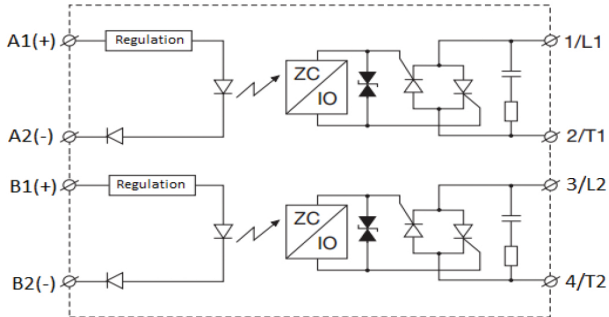 A1(+) Regulation 1/L1
ZC
IO
A2(-) 2/T1
B1(+) Regulation 3/L2
ZC
IO
B2(-) 4/T2